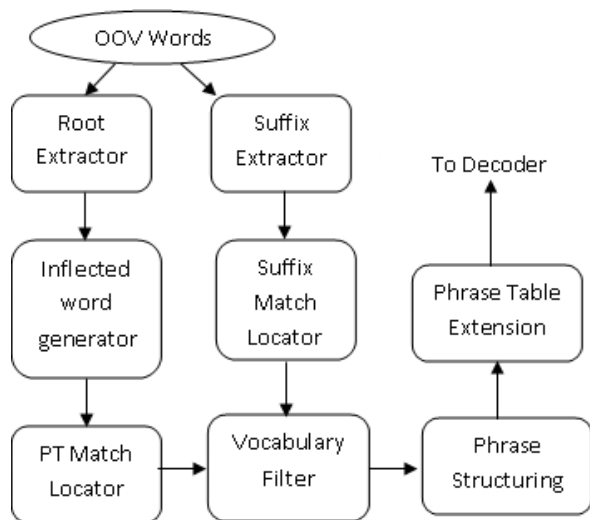 OOV Words
Root
Extractor
Suffix
Extractor
To Decoder
Inflected
word
generator
Suffix
Match
Locator
Phrase Table
Extension
PT Match
Locator
Vocabulary
Filter
Phrase
Structuring